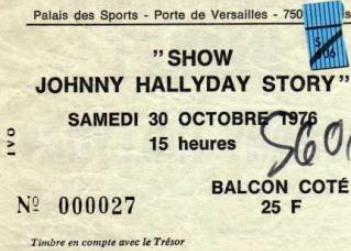 Palais des Sports - Porte de Versailles - 750
"SHOW
JOHNNY HALLYDAY STORY"
SAMEDI 30 OCTOBRE 1976
15 heures
IVO
BALCON COTÉ
Nº 000027
25 F
Timbre en compte avec le Trésor